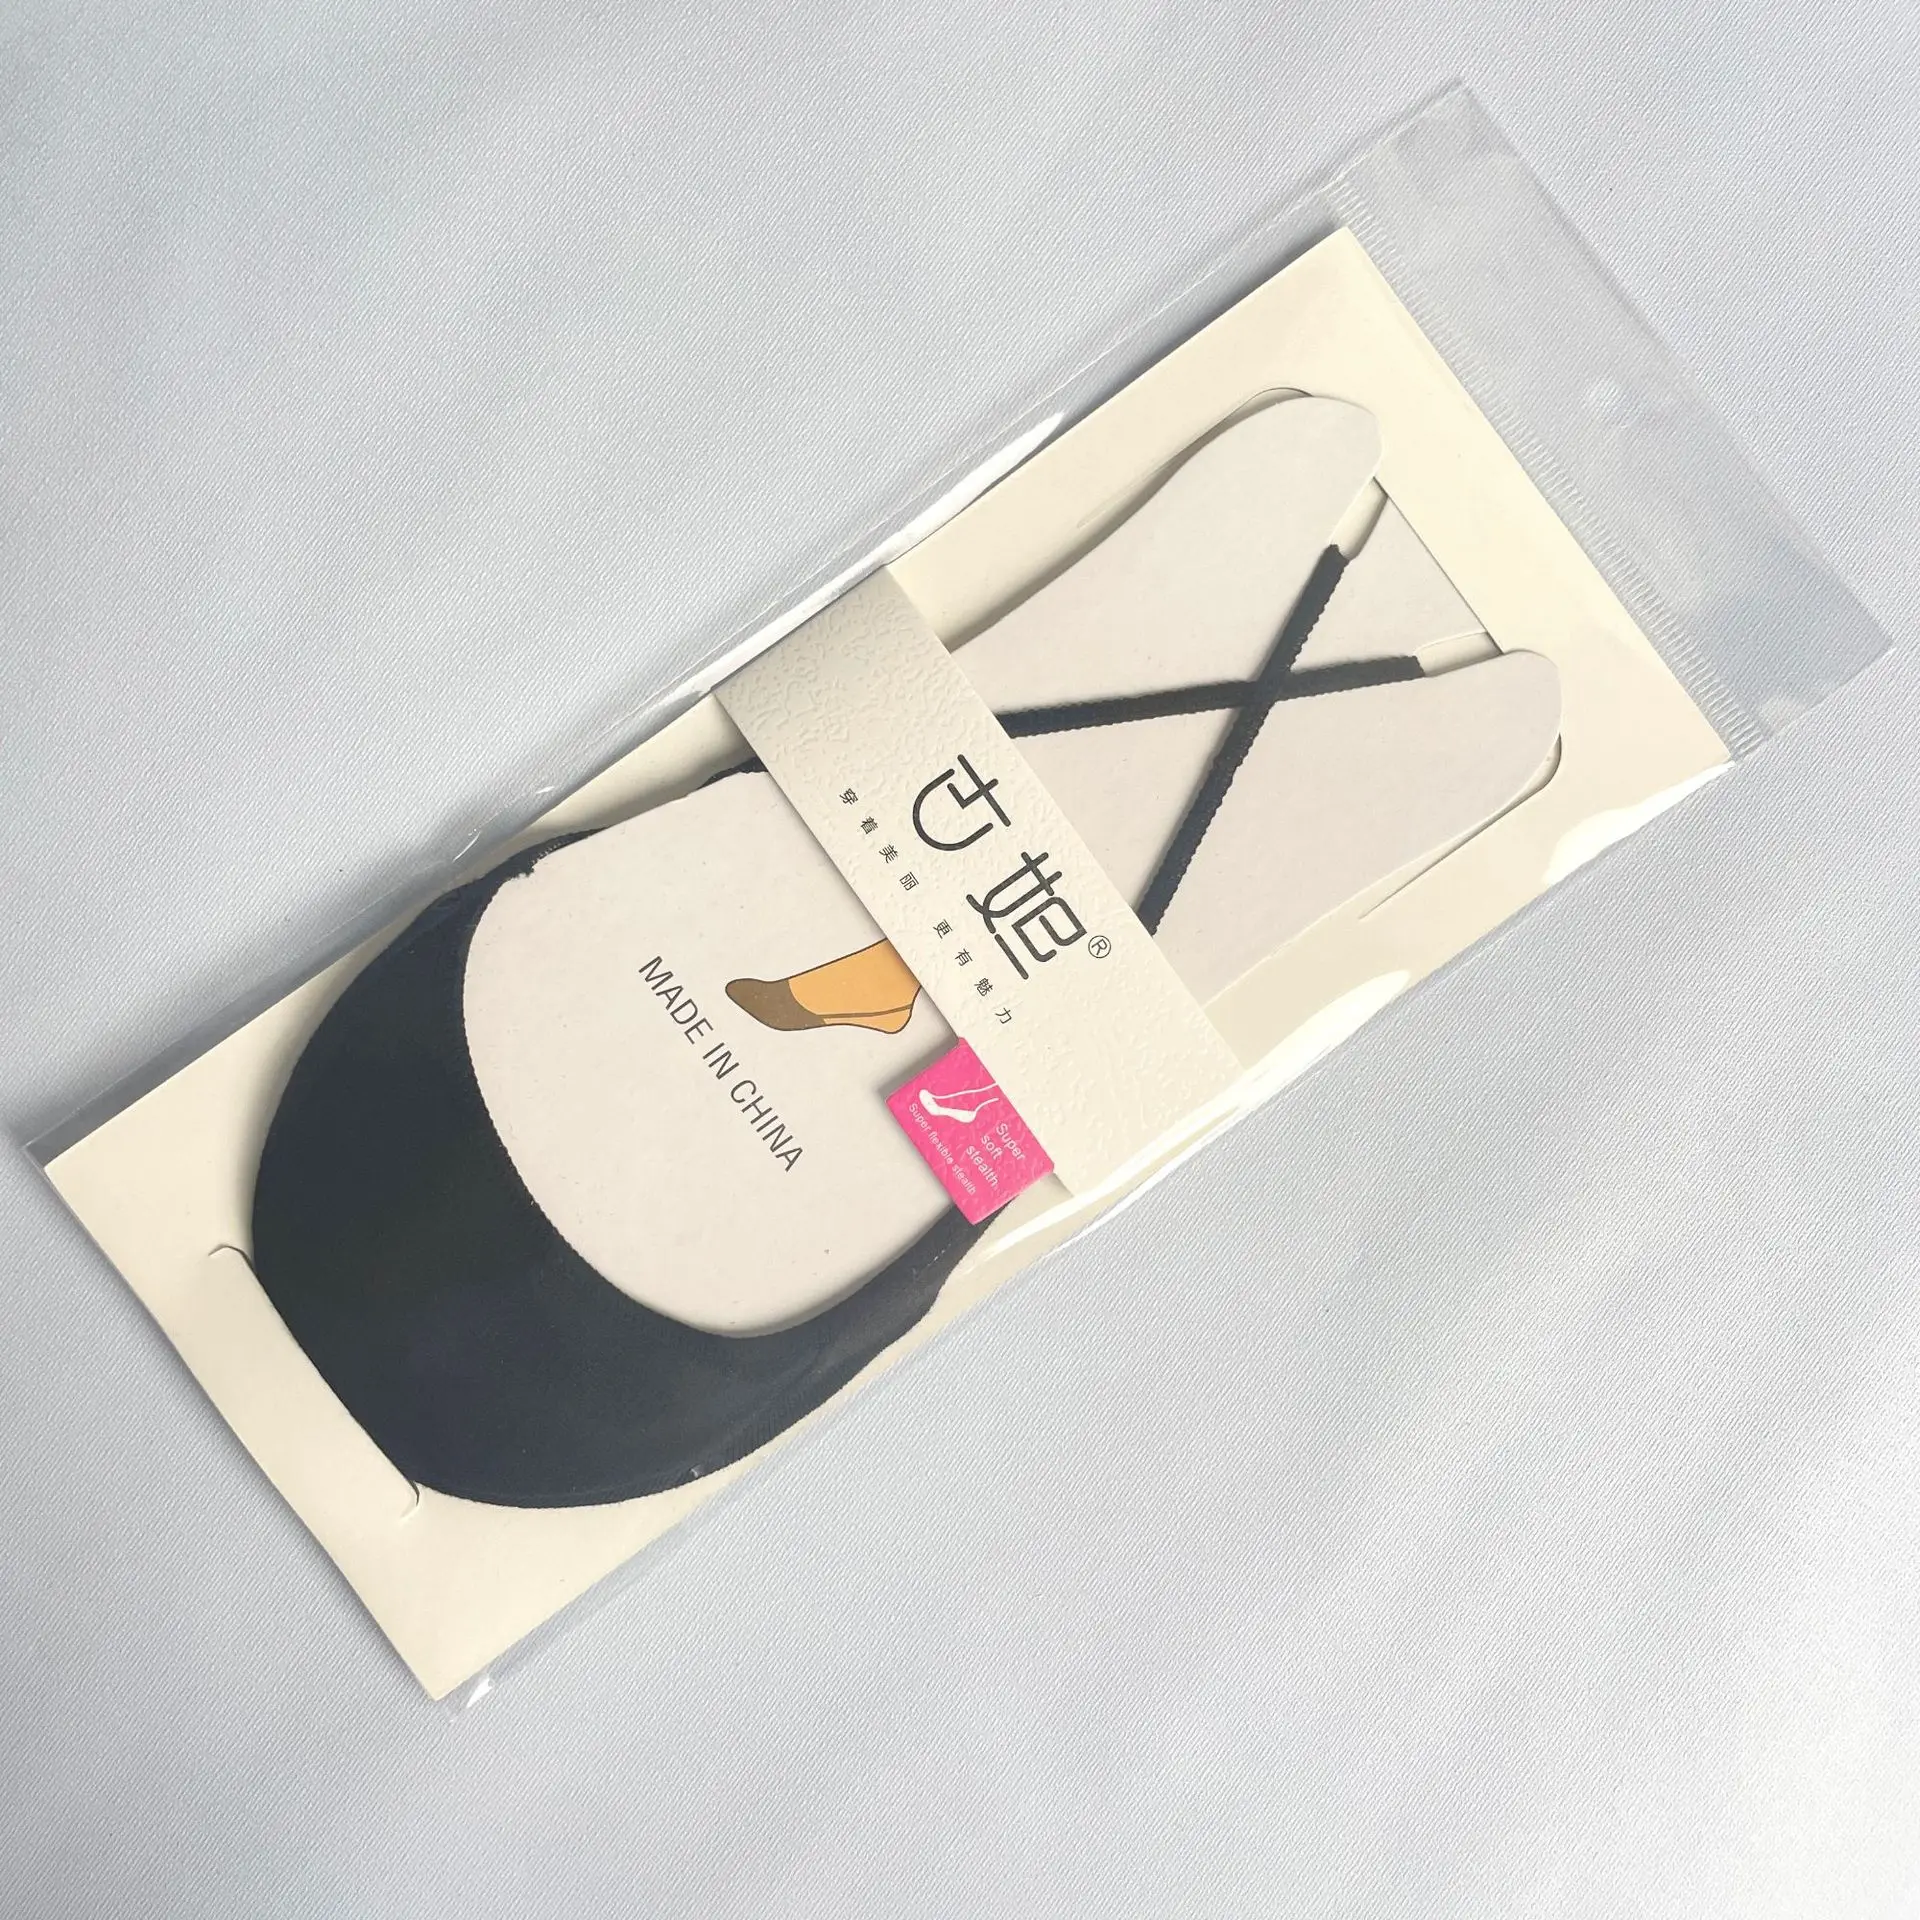 古妲®
穿着美丽 更有魅力
MADE IN CHINA
Super
soft
stealth
Super flexible stealth